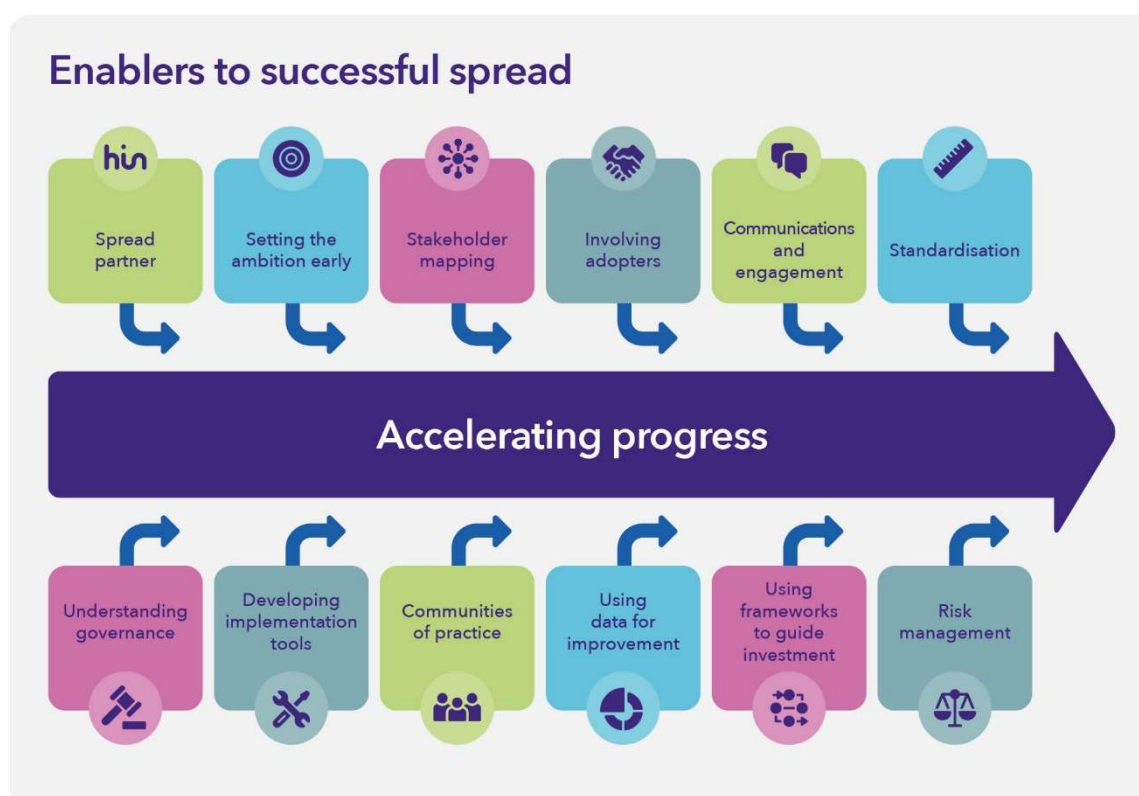 Enablers to successful spread
hin
Spread
partner
Setting the
ambition early
Stakeholder
mapping
Involving
adopters
Communications
and
engagement
Standardisation
Accelerating progress
Understanding
governance
Developing
implementation
tools
Communities
of practice
Using
data for
improvement
Using
frameworks
to guide
investment
Risk
management